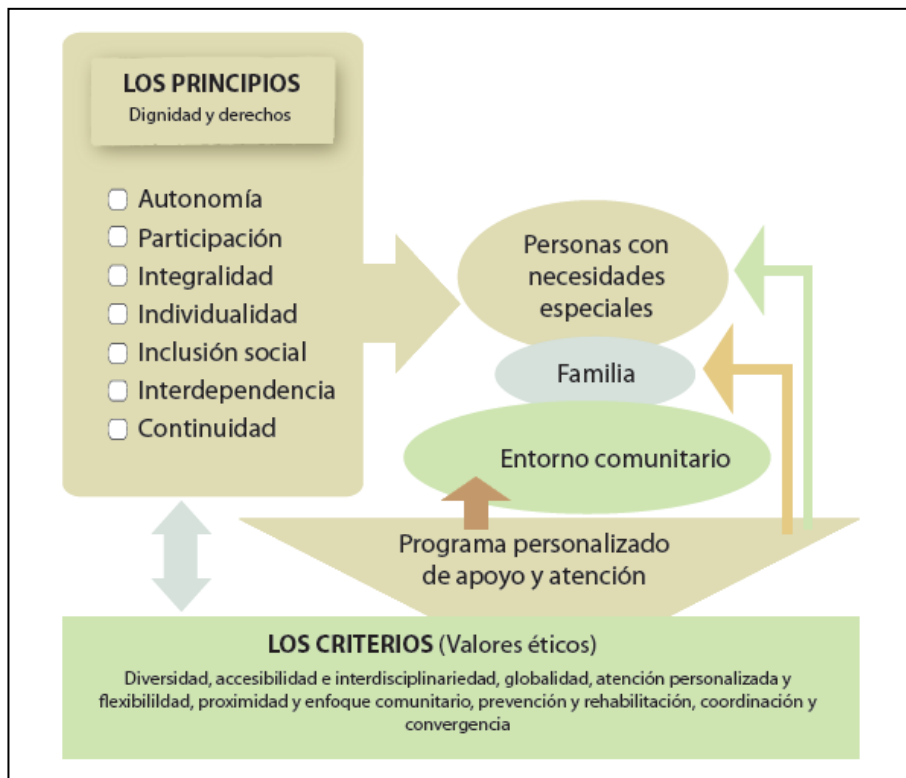 LOS PRINCIPIOS
Dignidad y derechos
Autonomía
Participación
Integralidad
Individualidad
Inclusión social
Interdependencia
Continuidad
Personas con
necesidades
especiales
Familia
Entorno comunitario
Programa personalizado
de apoyo y atención
LOS CRITERIOS (Valores éticos)
Diversidad, accesibilidad e interdisciplinariedad, globalidad, atención personalizada y
flexibilildad, proximidad y enfoque comunitario, prevención y rehabilitación, coordinación y
convergencia